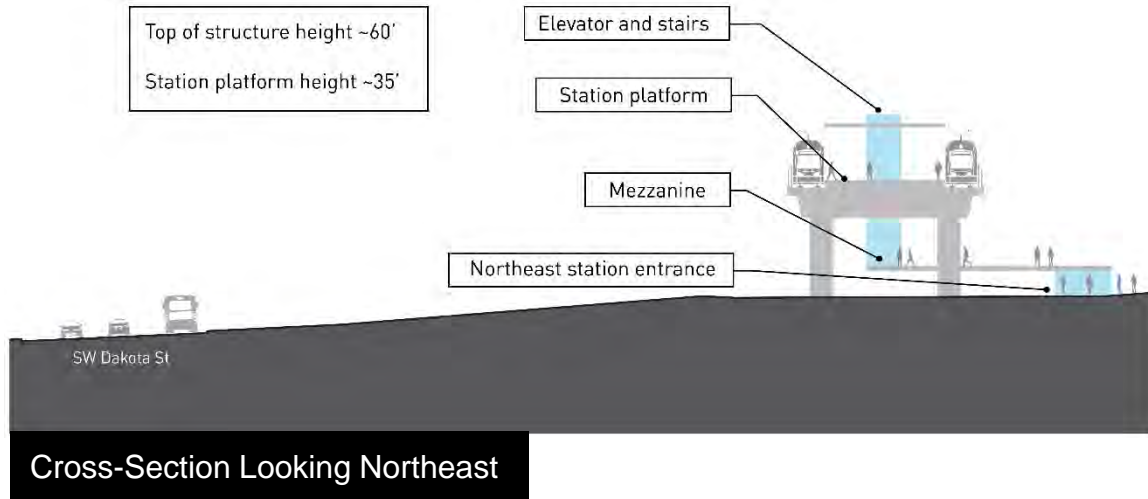 Top of structure height ~60'
Station platform height ~35'
Elevator and stairs
Station platform
Mezzanine
Northeast station entrance
SW Dakota St
Cross-Section Looking Northeast